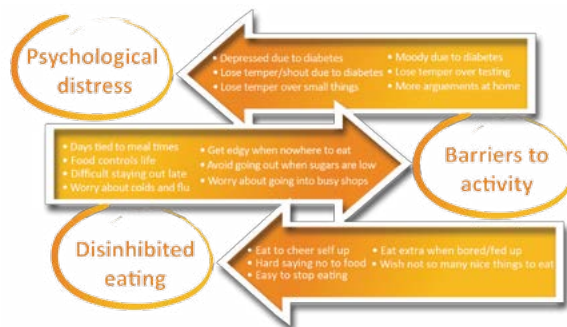 Psychological
distress
• Depressed due to diabetes
• Lose temper/shout due to diabetes
• Lose temper over small things
• Moody due to diabetes
• Lose temper over testing
• More arguements at home
• Days tied to meal times
• Food controls life
• Difficult staying out late
• Worry about colds and flu
• Get edgy when nowhere to eat
• Avoid going out when sugars are low
• Worry about going into busy shops
Barriers to
activity
Disinhibited
eating
• Eat to cheer self up
• Hard saying no to food
• Easy to stop eating
• Eat extra when bored/fed up
• Wish not so many nice things to eat